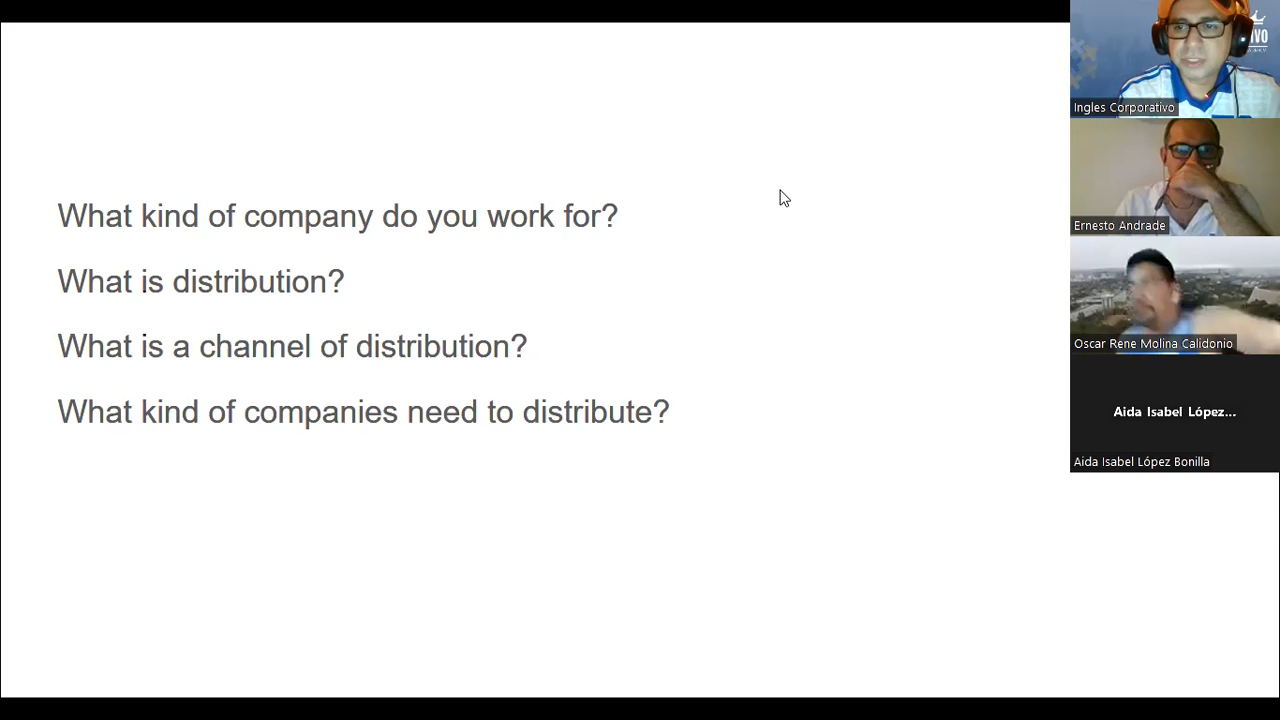 What kind of company do you work for?
What is distribution?
What is a channel of distribution?
What kind of companies need to distribute?
Ingles Corporativo
Ernesto Andrade
Oscar Rene Molina Calidonio
Aida Isabel López...
Aida Isabel López Bonilla